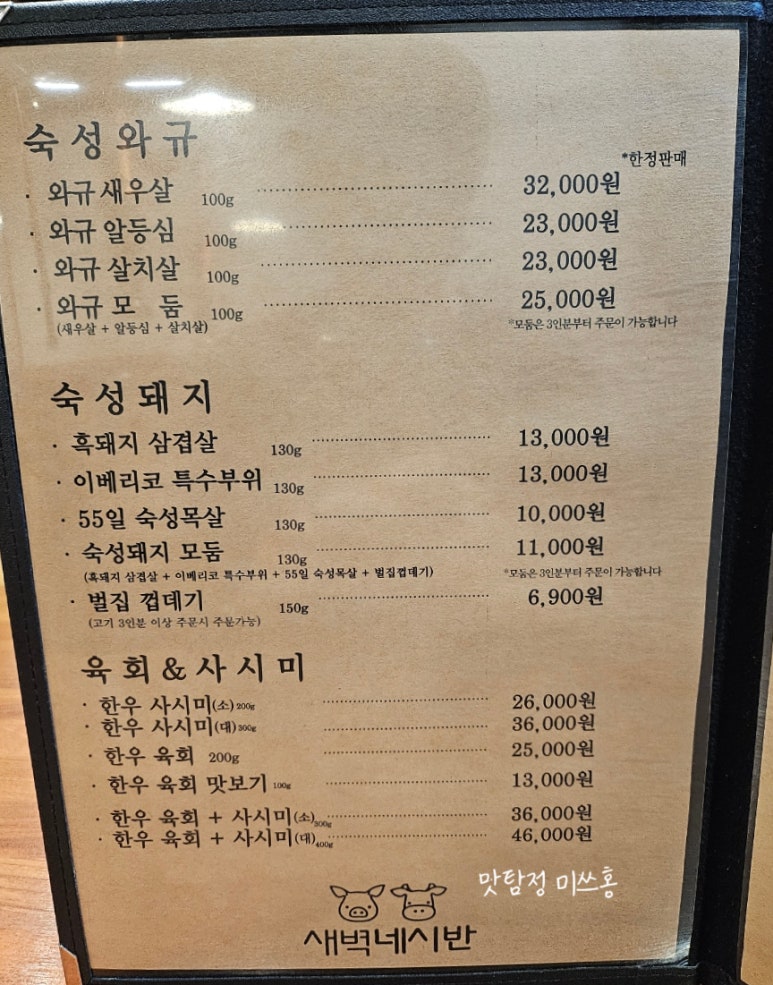 숙성와규
*한정판매
· 와규 새우살 100g 32,000원
· 와규 알등심 100g 23,000원
· 와규 살치살 100g 23,000원
· 와규 모 둠 100g 25,000원
(새우살 + 알등심 + 살치살) *모둠은 3인분부터 주문이 가능합니다
숙성돼지
· 흑돼지 삼겹살 130g 13,000원
· 이베리코 특수부위 130g 13,000원
· 55일 숙성목살 130g 10,000원
· 숙성돼지 모둠 130g 11,000원
(흑돼지 삼겹살 + 이베리코 특수부위 + 55일 숙성목살 + 벌집껍데기) *모둠은 3인분부터 주문이 가능합니다
· 벌집 껍데기 150g 6,900원
(고기 3인분 이상 주문시 주문가능)
육회&사시미
· 한우 사시미(소) 200g 26,000원
· 한우 사시미(대) 300g 36,000원
· 한우 육회 200g 25,000원
· 한우 육회 맛보기 100g 13,000원
· 한우 육회 + 사시미(소) 300g 36,000원
· 한우 육회 + 사시미(대) 400g 46,000원
맛탐정 미쓰홍
새벽네시반